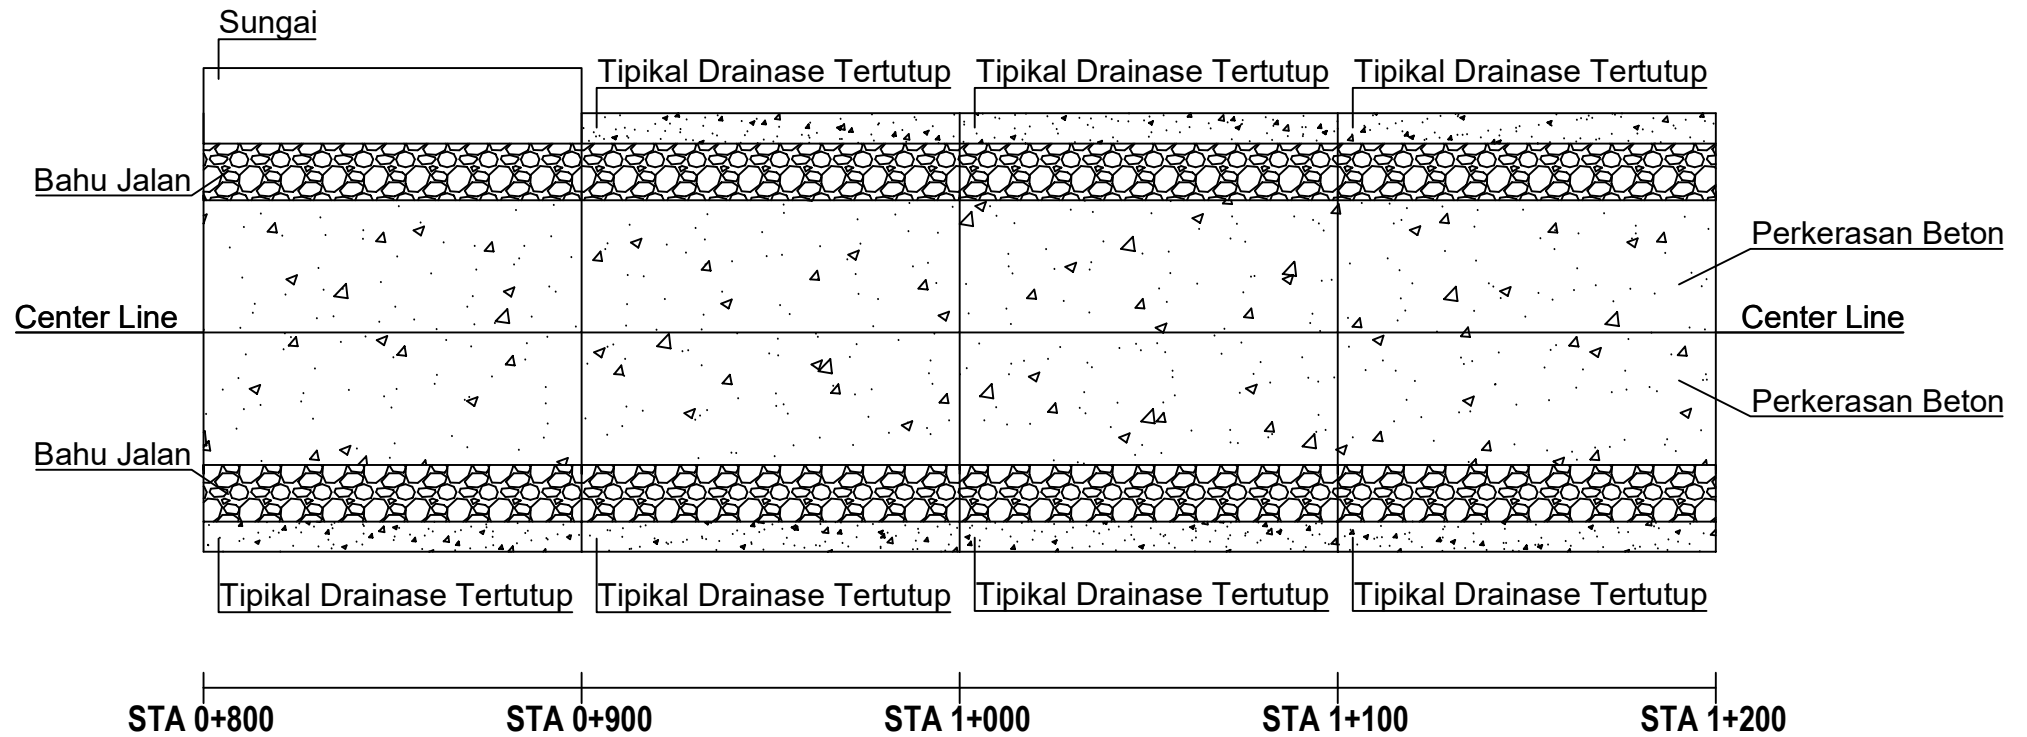 Sungai
Tipikal Drainase Tertutup
Tipikal Drainase Tertutup
Tipikal Drainase Tertutup
Bahu Jalan
Perkerasan Beton
Center Line
Center Line
Perkerasan Beton
Bahu Jalan
Tipikal Drainase Tertutup
Tipikal Drainase Tertutup
Tipikal Drainase Tertutup
Tipikal Drainase Tertutup
STA 0+800
STA 0+900
STA 1+000
STA 1+100
STA 1+200